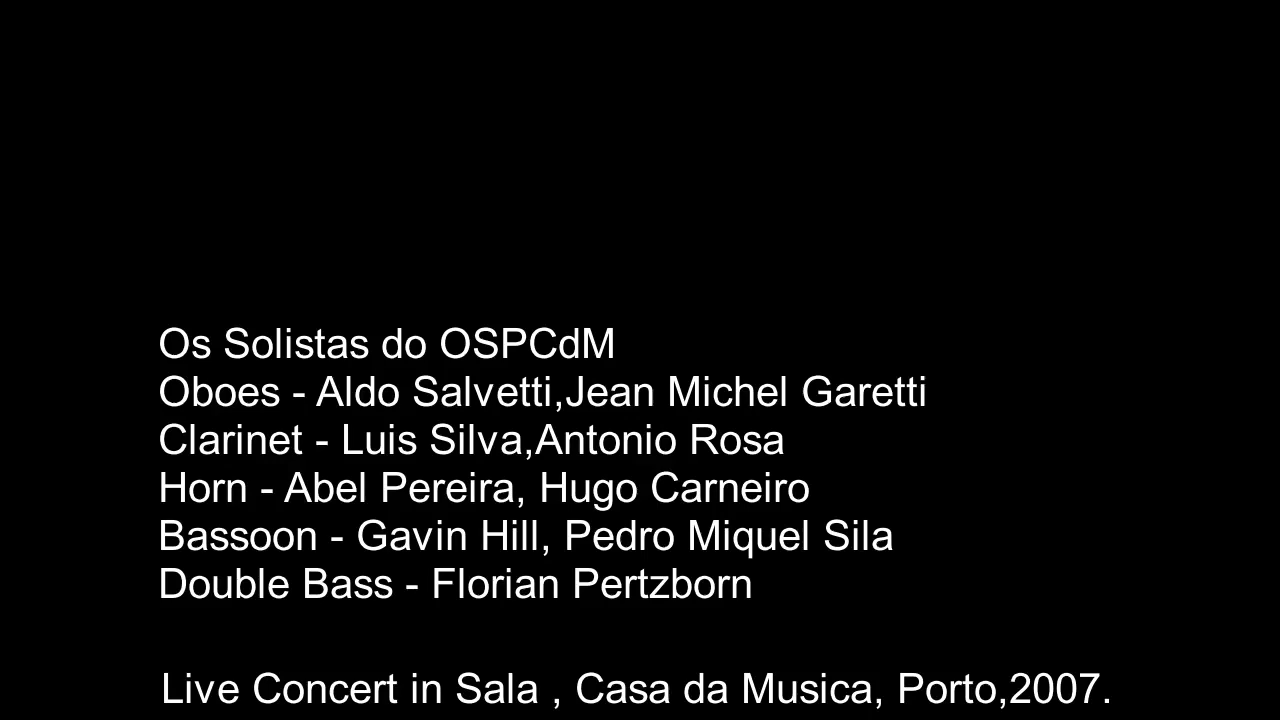 Os Solistas do OSPCdM
Oboes - Aldo Salvetti,Jean Michel Garetti
Clarinet - Luis Silva,Antonio Rosa
Horn - Abel Pereira, Hugo Carneiro
Bassoon - Gavin Hill, Pedro Miquel Sila
Double Bass - Florian Pertzborn
Live Concert in Sala , Casa da Musica, Porto,2007.